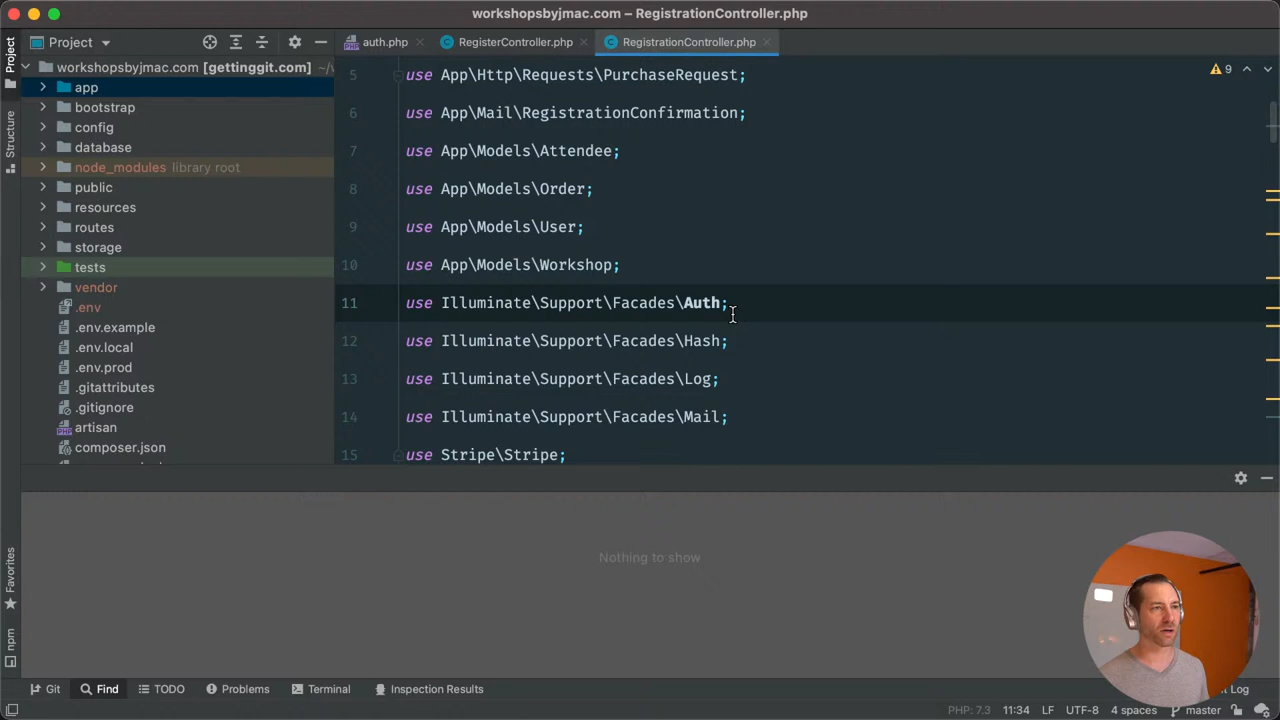 workshopsbyjmac.com – RegistrationController.php
Project
auth.php
RegisterController.php
RegistrationController.php
Project
workshopsbyjmac.com [gettinggit.com]
app
bootstrap
config
database
node_modules library root
public
resources
routes
storage
tests
vendor
.env
.env.example
.env.local
.env.prod
.gitattributes
.gitignore
artisan
composer.json
Structure
Favorites
npm
9
5 use App\Http\Requests\PurchaseRequest;
6 use App\Mail\RegistrationConfirmation;
7 use App\Models\Attendee;
8 use App\Models\Order;
9 use App\Models\User;
10 use App\Models\Workshop;
11 use Illuminate\Support\Facades\Auth;
12 use Illuminate\Support\Facades\Hash;
13 use Illuminate\Support\Facades\Log;
14 use Illuminate\Support\Facades\Mail;
15 use Stripe\Stripe;
Nothing to show
Git
Find
TODO
Problems
Terminal
Inspection Results
Log
PHP: 7.3
11:34
LF
UTF-8
4 spaces
master